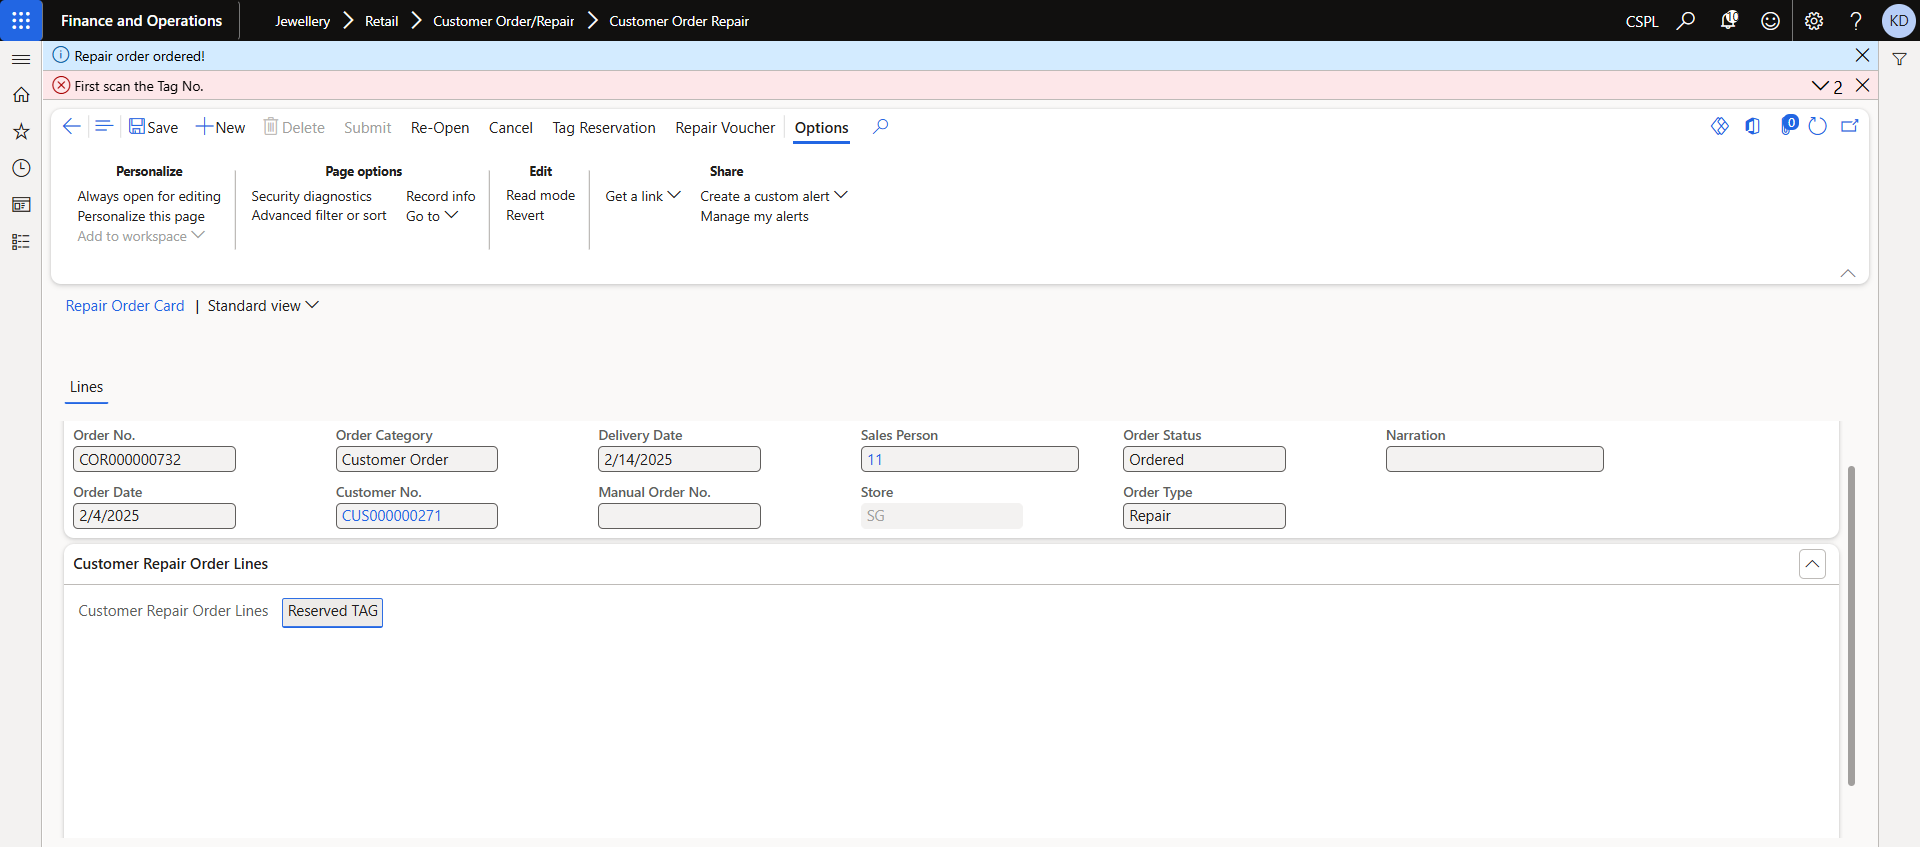 Finance and Operations
Jewellery > Retail > Customer Order/Repair > Customer Order Repair
CSPL
KD
Repair order ordered!
First scan the Tag No.
2
Save
New
Delete
Submit
Re-Open
Cancel
Tag Reservation
Repair Voucher
Options
0
Personalize
Always open for editing
Personalize this page
Add to workspace
Page options
Security diagnostics
Advanced filter or sort
Record info
Go to
Edit
Read mode
Revert
Share
Get a link
Create a custom alert
Manage my alerts
Repair Order Card | Standard view
Lines
Order No.
COR000000732
Order Category
Customer Order
Delivery Date
2/14/2025
Sales Person
11
Order Status
Ordered
Narration
Order Date
2/4/2025
Customer No.
CUS000000271
Manual Order No.
Store
SG
Order Type
Repair
Customer Repair Order Lines
Customer Repair Order Lines
Reserved TAG